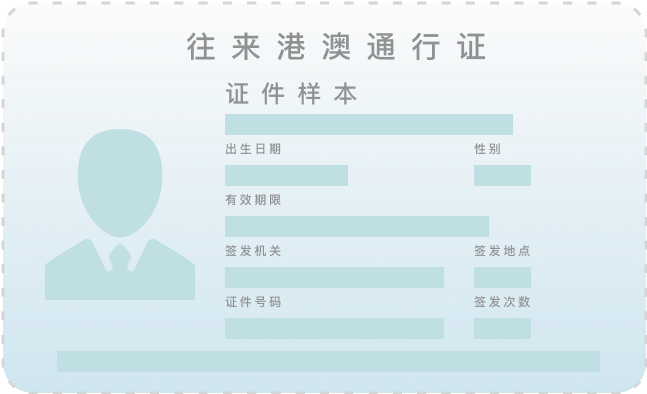 往来港澳通行证
证件样本
出生日期 性别
有效期限
签发机关 签发地点
证件号码 签发次数